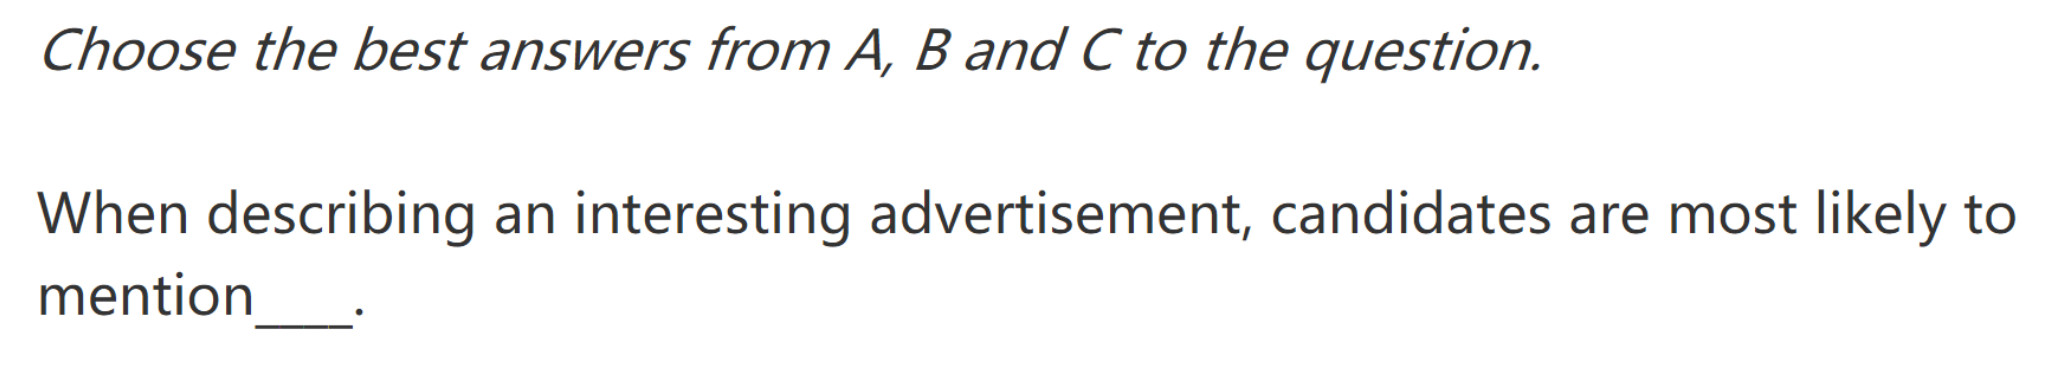 Choose the best answers from A, B and C to the question.
When describing an interesting advertisement, candidates are most likely to
mention____.